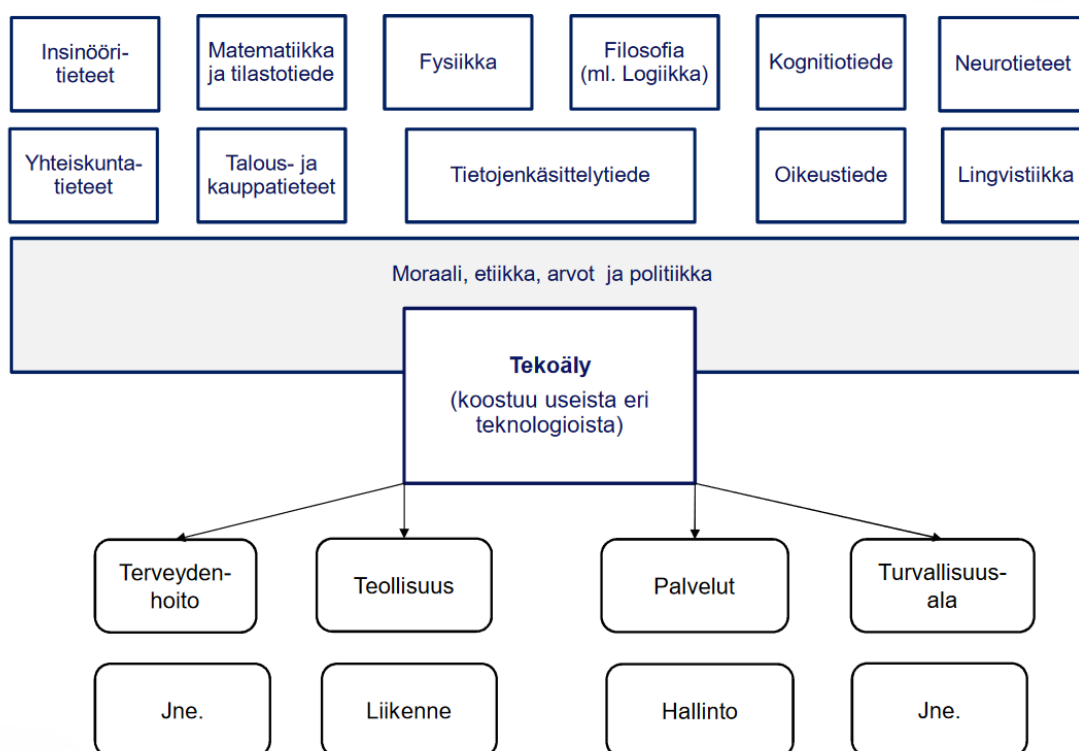 Insinööri-
tieteet
Matematiikka
ja tilastotiede
Fysiikka
Filosofia
(ml. Logiikka)
Kognitiotiede
Neurotieteet
Yhteiskunta-
tieteet
Talous- ja
kauppatieteet
Tietojenkäsittelytiede
Oikeustiede
Lingvistiikka
Moraali, etiikka, arvot ja politiikka
Tekoäly
(koostuu useista eri
teknologioista)
Terveyden-
hoito
Teollisuus
Palvelut
Turvallisuus-
ala
Jne.
Liikenne
Hallinto
Jne.